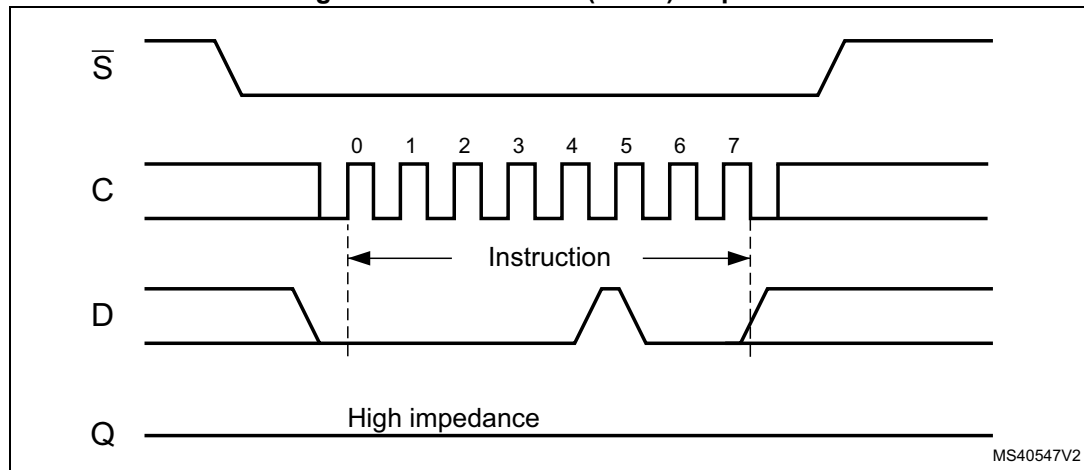 S̅
0 1 2 3 4 5 6 7
C
Instruction
D
High impedance
Q
MS40547V2